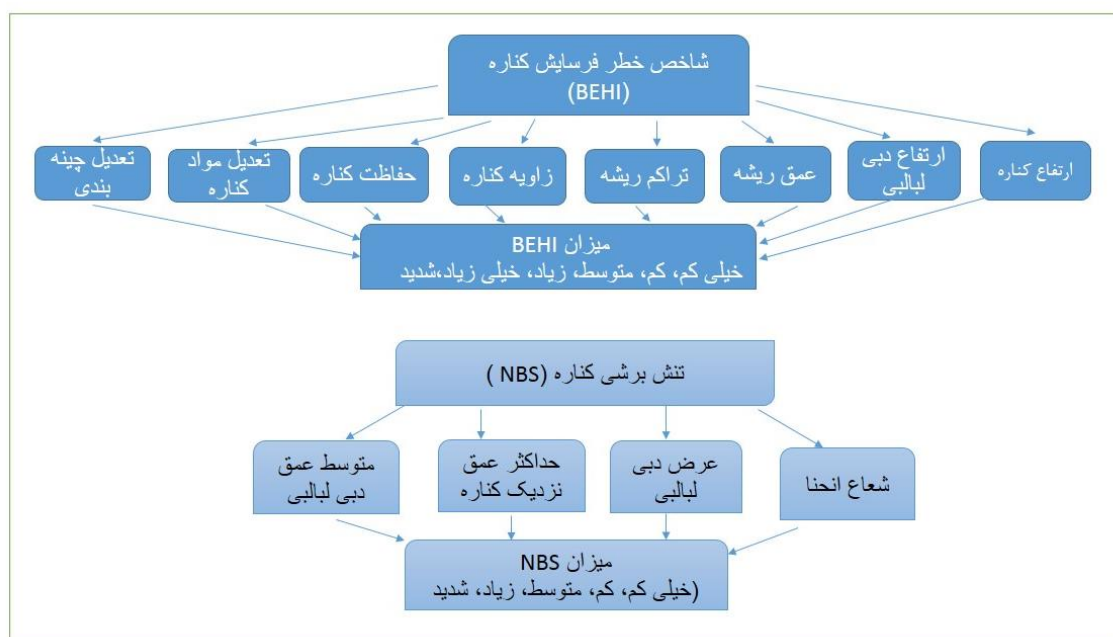 شاخص خطر فرسایش کناره
(BEHI)
ارتفاع کناره
ارتفاع دبی
لبالبی
عمق ریشه
تراکم ریشه
زاویه کناره
حفاظت کناره
تعدیل مواد
کناره
تعدیل چینه
بندی
میزان BEHI
خیلی کم، کم، متوسط، زیاد، خیلی زیاد،شدید
تنش برشی کناره (NBS )
شعاع انحنا
عرض دبی
لبالبی
حداکثر عمق
نزدیک کناره
متوسط عمق
دبی لبالبی
میزان NBS
(خیلی کم، کم، متوسط، زیاد، شدید